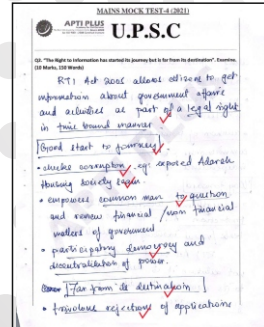 MAINS MOCK TEST-4 (2021)
APTI PLUS
U.P.S.C
Q2. "The Right to Information has started its journey but is far from its destination". Examine.
(10 Marks, 150 Words)
RTI Act 2005 allows citizens to get
information about government affairs
and activities as part of a legal right
in time bound manner
Good start to journey
• checks corruption. eg: exposed Adarsh
Housing Society
• empowers common man to question
and review financial / non financial
matters of government
• participatory democracy and
decentralisation of power.
Far from its destination
• frivolous rejections of applications